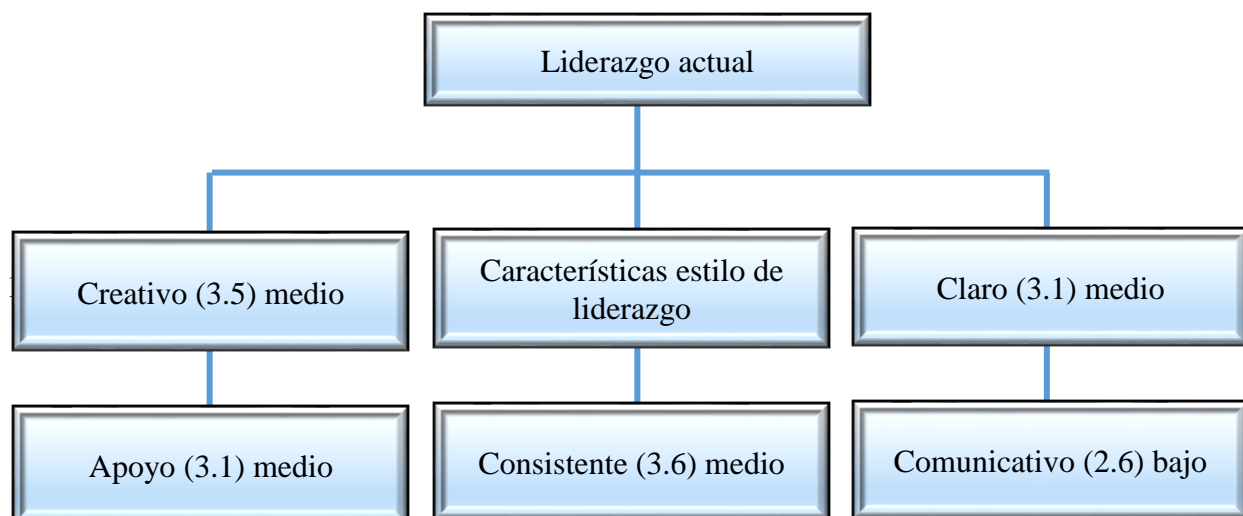 Liderazgo actual
Creativo (3.5) medio
Características estilo de
liderazgo
Claro (3.1) medio
Apoyo (3.1) medio
Consistente (3.6) medio
Comunicativo (2.6) bajo